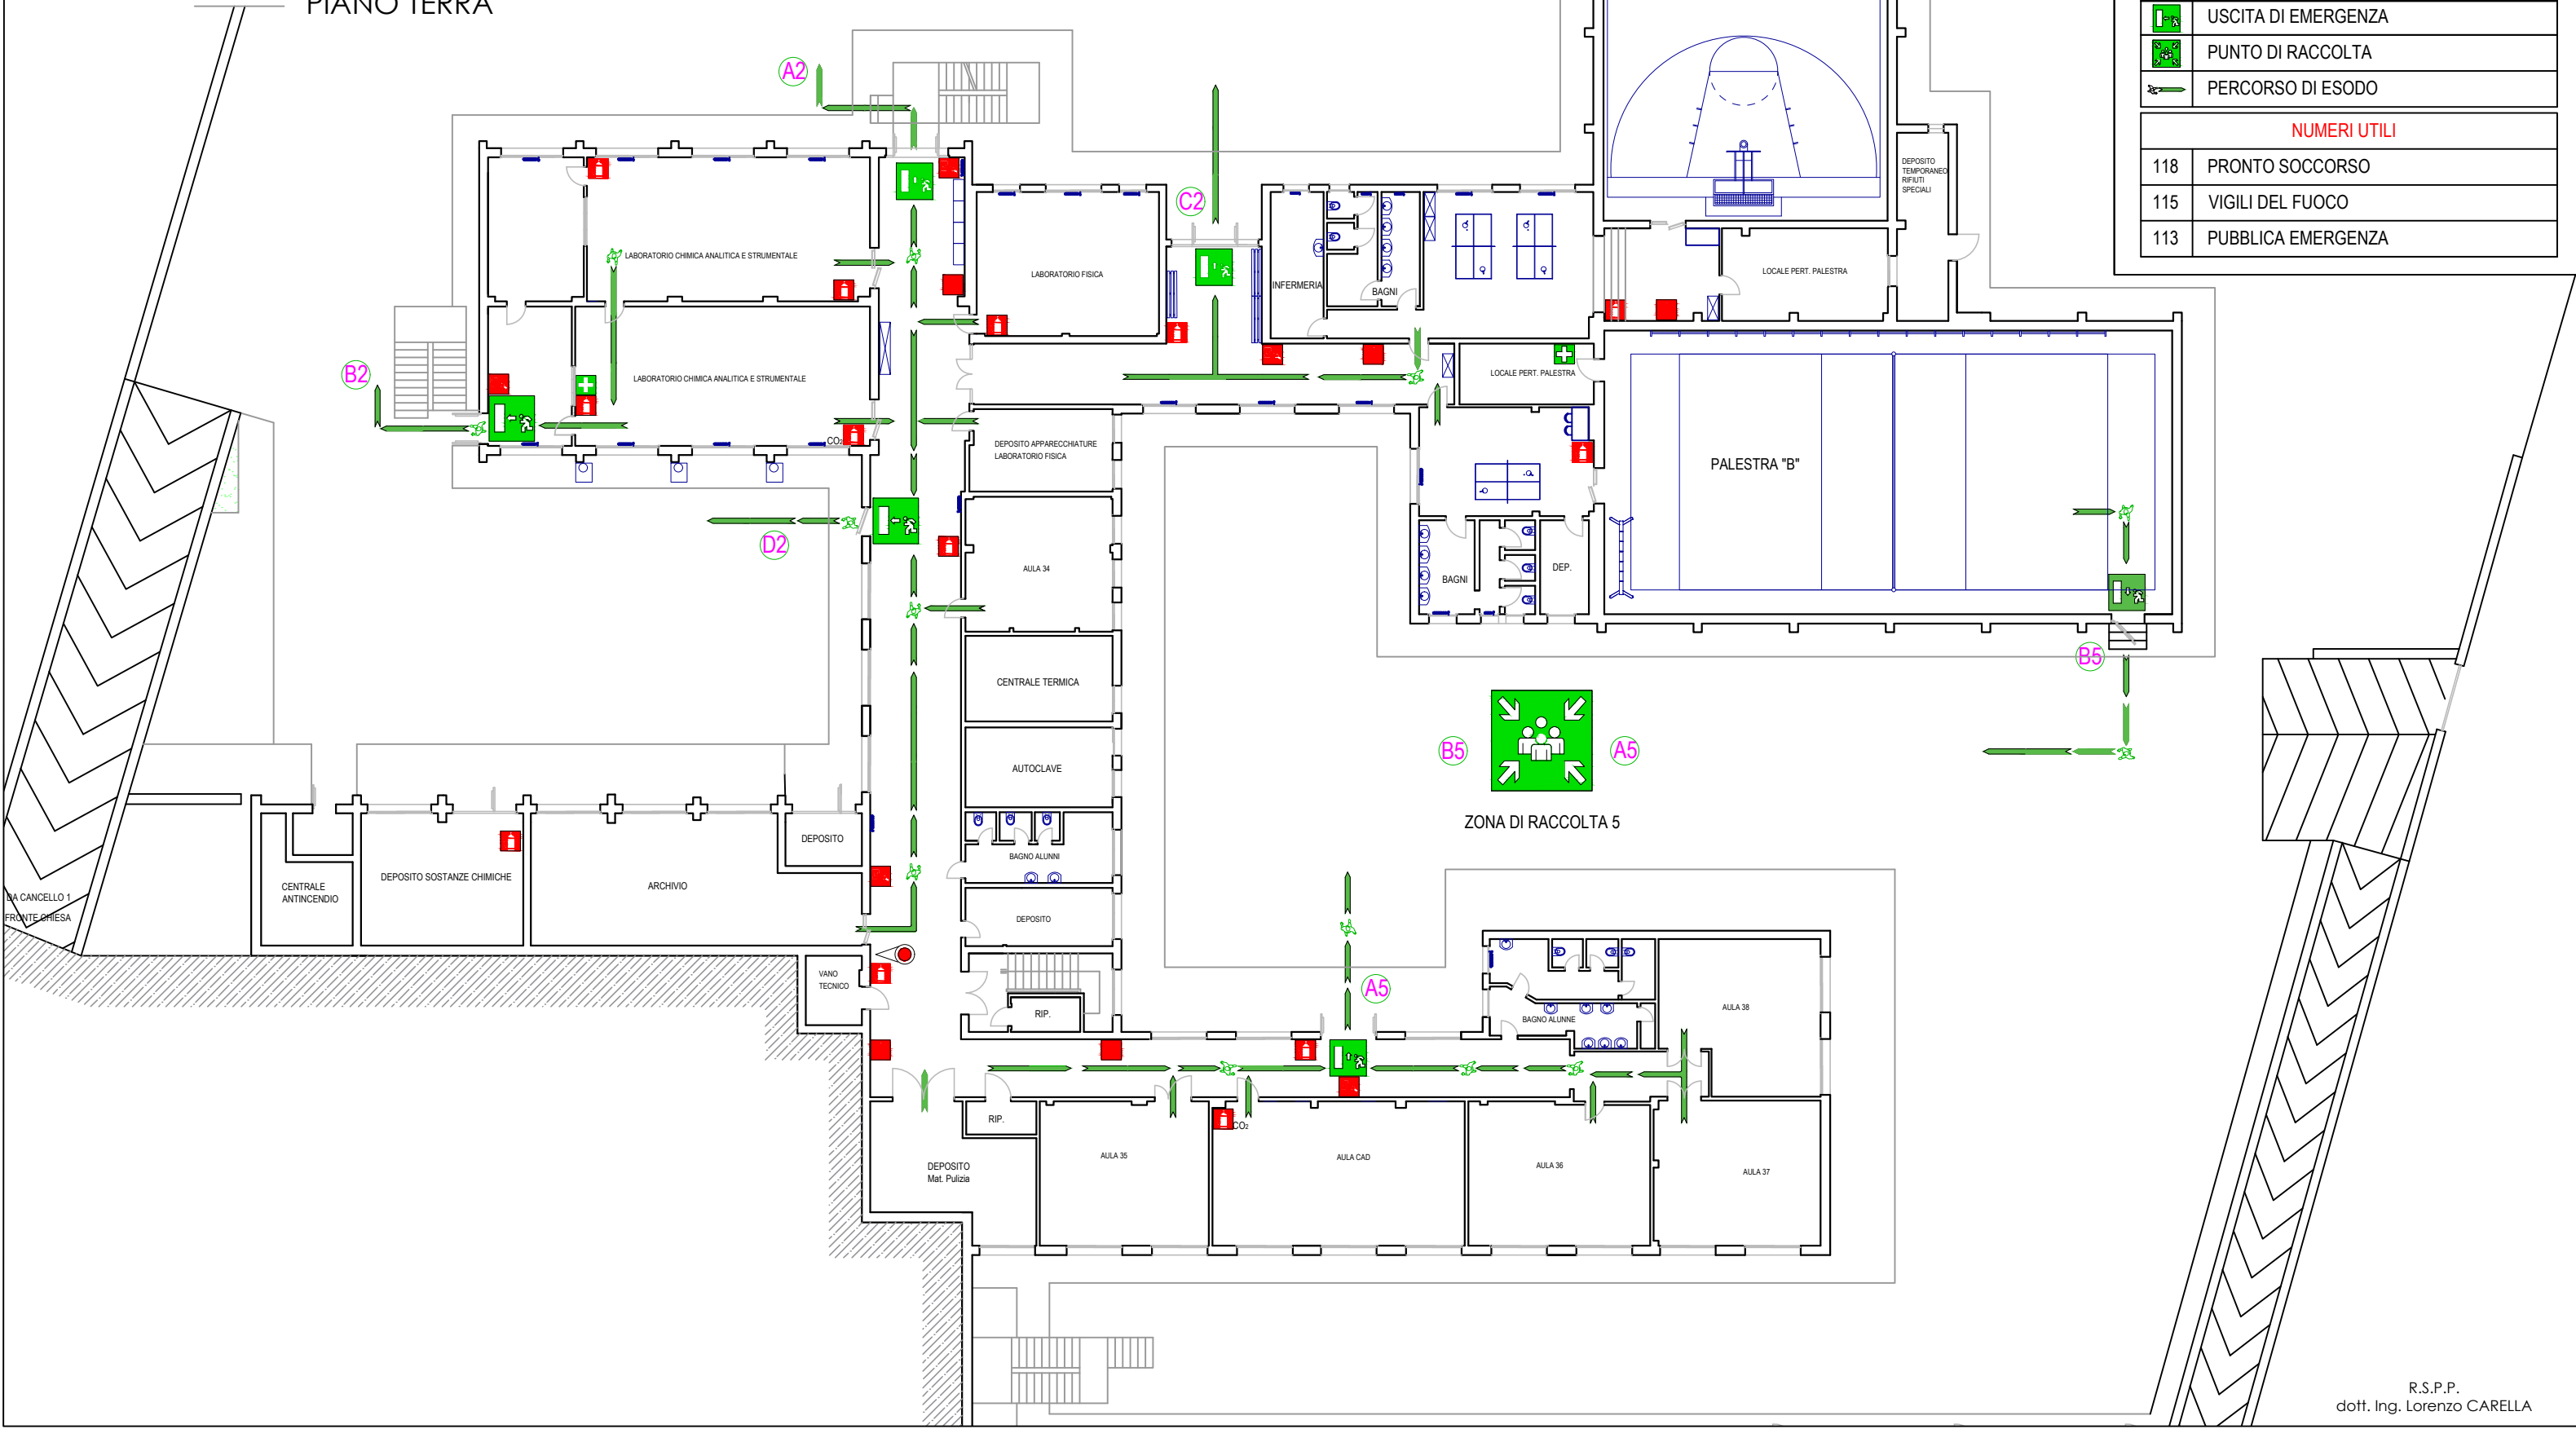 PIANO TERRA
USCITA DI EMERGENZA
PUNTO DI RACCOLTA
PERCORSO DI ESODO
NUMERI UTILI
118 PRONTO SOCCORSO
115 VIGILI DEL FUOCO
113 PUBBLICA EMERGENZA
A2
C2
B2
D2
LABORATORIO CHIMICA ANALITICA E STRUMENTALE
LABORATORIO CHIMICA ANALITICA E STRUMENTALE
CO2
LABORATORIO FISICA
INFERMERIA
BAGNI
DEPOSITO
TEMPORANEO
RIFIUTI
SPECIALI
LOCALE PERT. PALESTRA
LOCALE PERT. PALESTRA
DEPOSITO APPARECCHIATURE
LABORATORIO FISICA
PALESTRA "B"
AULA 34
BAGNI
DEP.
B5
CENTRALE TERMICA
AUTOCLAVE
B5
A5
ZONA DI RACCOLTA 5
DEPOSITO
BAGNO ALUNNI
DEPOSITO SOSTANZE CHIMICHE
ARCHIVIO
CENTRALE
ANTINCENDIO
DA CANCELLO 1
FRONTE CHIESA
DEPOSITO
VANO
TECNICO
RIP.
A5
AULA 38
BAGNO ALUNNE
RIP.
CO2
DEPOSITO
Mat. Pulizia
AULA 35
AULA CAD
AULA 36
AULA 37
R.S.P.P.
dott. Ing. Lorenzo CARELLA